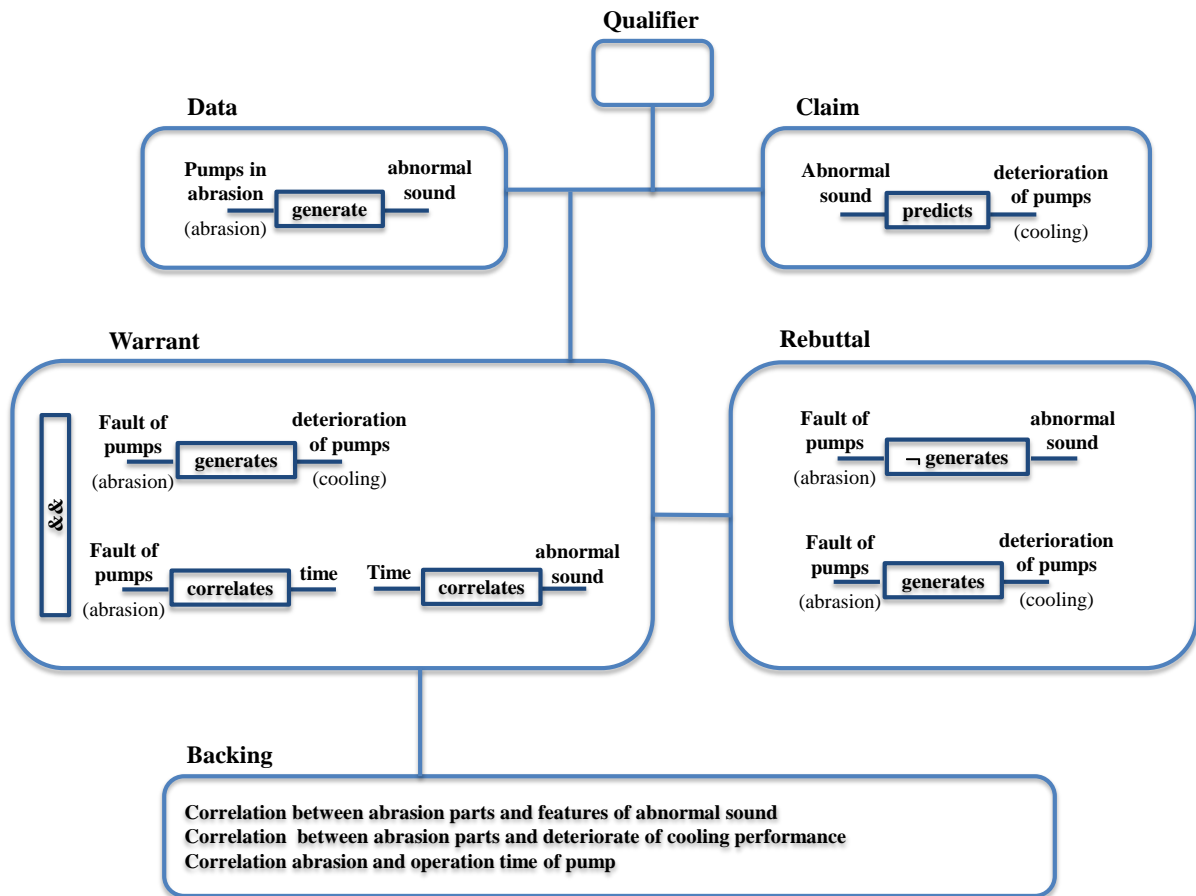 Qualifier
Data
Pumps in
abrasion
(abrasion)
generate
abnormal
sound
Claim
Abnormal
sound
predicts
deterioration
of pumps
(cooling)
Warrant
&&
Fault of
pumps
(abrasion)
generates
deterioration
of pumps
(cooling)
Fault of
pumps
(abrasion)
correlates
time
Time
correlates
abnormal
sound
Rebuttal
Fault of
pumps
(abrasion)
¬ generates
abnormal
sound
Fault of
pumps
(abrasion)
generates
deterioration
of pumps
(cooling)
Backing
Correlation between abrasion parts and features of abnormal sound
Correlation between abrasion parts and deteriorate of cooling performance
Correlation abrasion and operation time of pump